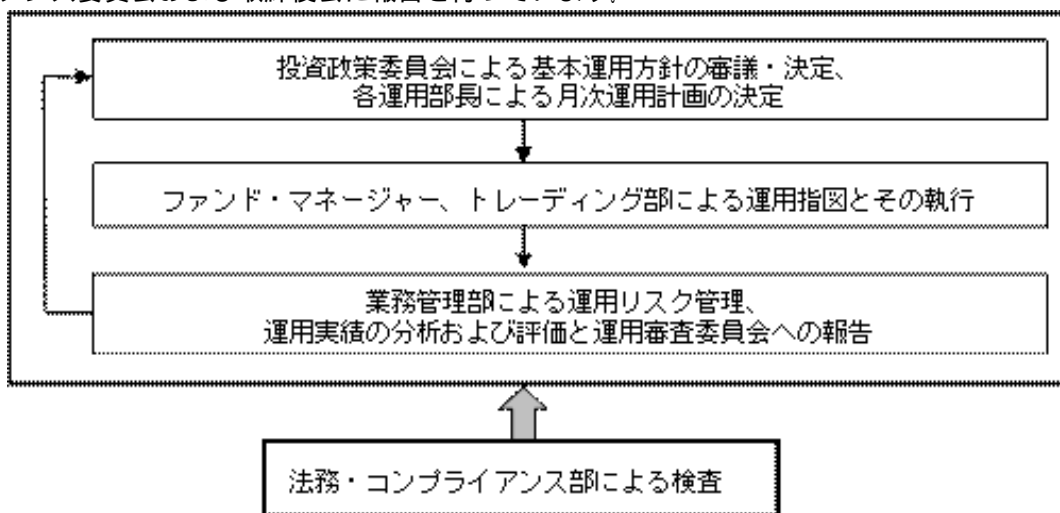 投資政策委員会による基本運用方針の審議・決定、
各運用部長による月次運用計画の決定
ファンド・マネージャー、トレーディング部による運用指図とその執行
業務管理部による運用リスク管理、
運用実績の分析および評価と運用審査委員会への報告
法務・コンプライアンス部による検査